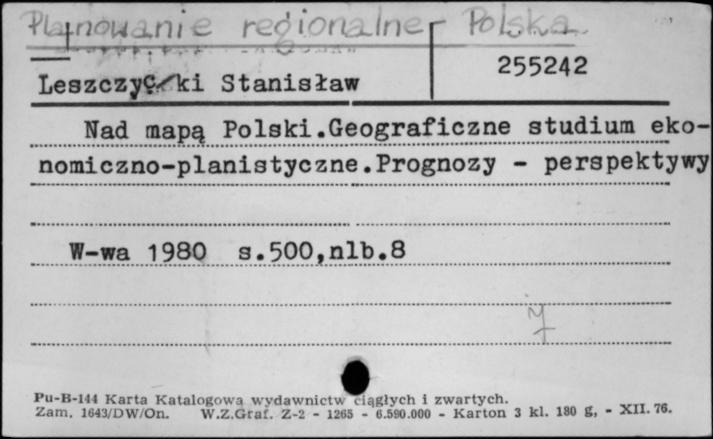 Planowanie regionalne - Polska
255242
Leszczycki Stanisław
Nad mapą Polski.Geograficzne studium eko-
nomiczno-planistyczne.Prognozy - perspektywy
W-wa 1980 s.500,nlb.8
Pu-B-144 Karta Katalogowa wydawnictw ciągłych i zwartych.
Zam. 1643/DW/On. W.Z.Graf. Z-2 - 1265 - 6.590.000 - Karton 3 kl. 180 g, - XII. 76.